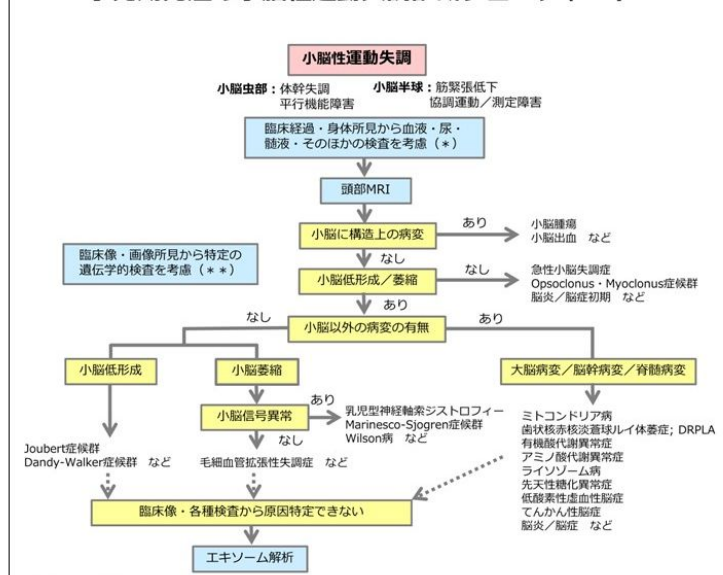 小脳性運動失調
小脳虫部：体幹失調
平行機能障害
小脳半球：筋緊張低下
協調運動／測定障害
臨床経過・身体所見から血液・尿・
髄液・そのほかの検査を考慮（＊）
頭部MRI
小脳に構造上の病変
あり
小脳腫瘍
小脳出血　など
臨床像・画像所見から特定の
遺伝学的検査を考慮（＊＊）
なし
小脳低形成／萎縮
なし
急性小脳失調症
Opsoclonus・Myoclonus症候群
脳炎／脳症初期　など
あり
なし
小脳以外の病変の有無
あり
小脳低形成
小脳萎縮
大脳病変／脳幹病変／脊髄病変
小脳信号異常
あり
乳児型神経軸索ジストロフィー
Marinesco-Sjogren症候群
Wilson病　など
なし
Joubert症候群
Dandy-Walker症候群　など
毛細血管拡張性失調症　など
ミトコンドリア病
歯状核赤核淡蒼球ルイ体萎症; DRPLA
有機酸代謝異常症
アミノ酸代謝異常症
ライソゾーム病
先天性糖化異常症
低酸素性虚血性脳症
てんかん性脳症
脳炎／脳症　など
臨床像・各種検査から原因特定できない
エキソーム解析